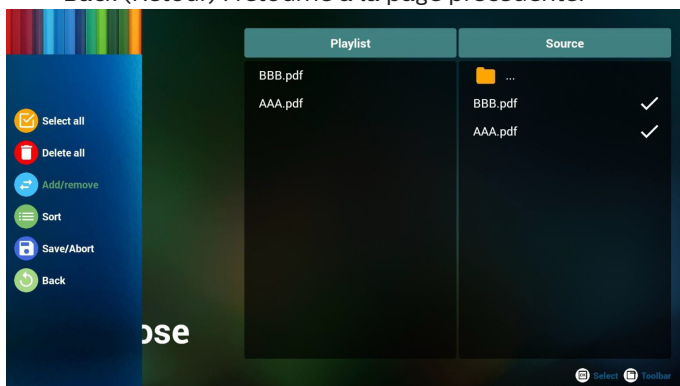 Back (Retour) : retourne à la page précédente.
Playlist
Source
BBB.pdf
AAA.pdf
...
BBB.pdf
AAA.pdf
Select all
Delete all
Add/remove
Sort
Save/Abort
Back
ose
Select
Toolbar